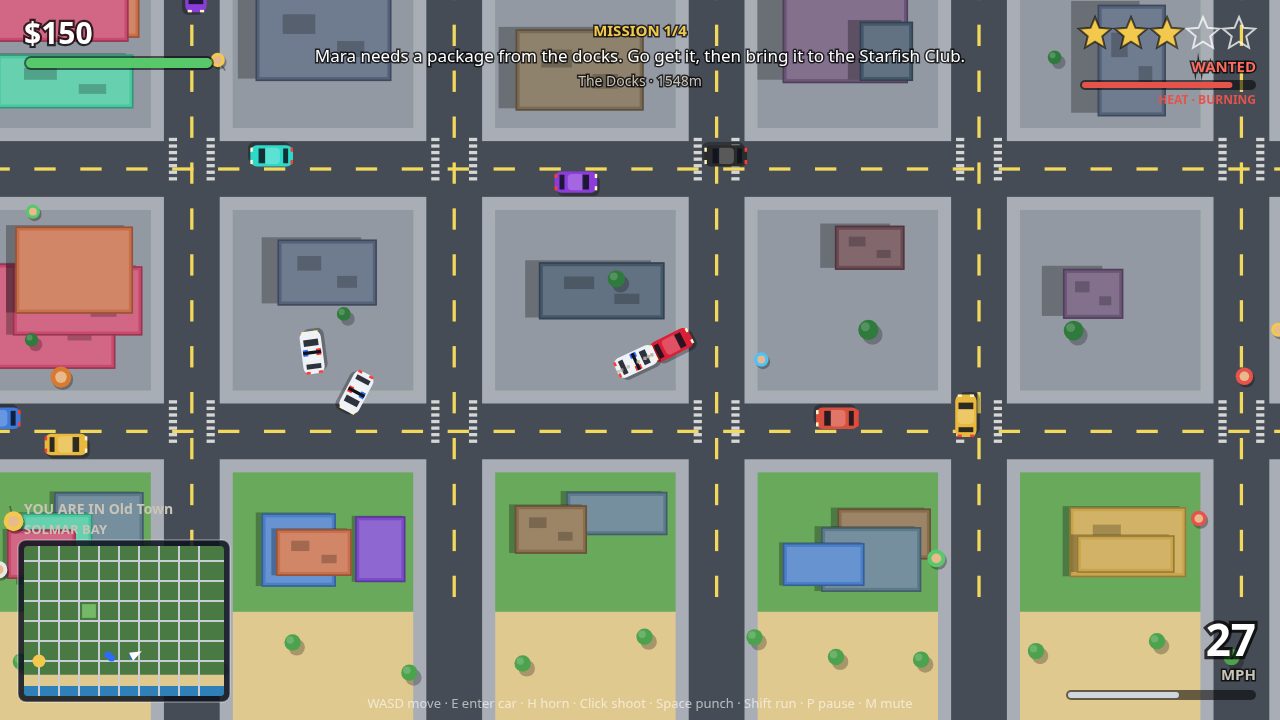 $150
MISSION 1/4
Mara needs a package from the docks. Go get it, then bring it to the Starfish Club.
The Docks · 1548m
WANTED
HEAT · BURNING
YOU ARE IN Old Town
SOLMAR BAY
27
MPH
WASD move · E enter car · H horn · Click shoot · Space punch · Shift run · P pause · M mute